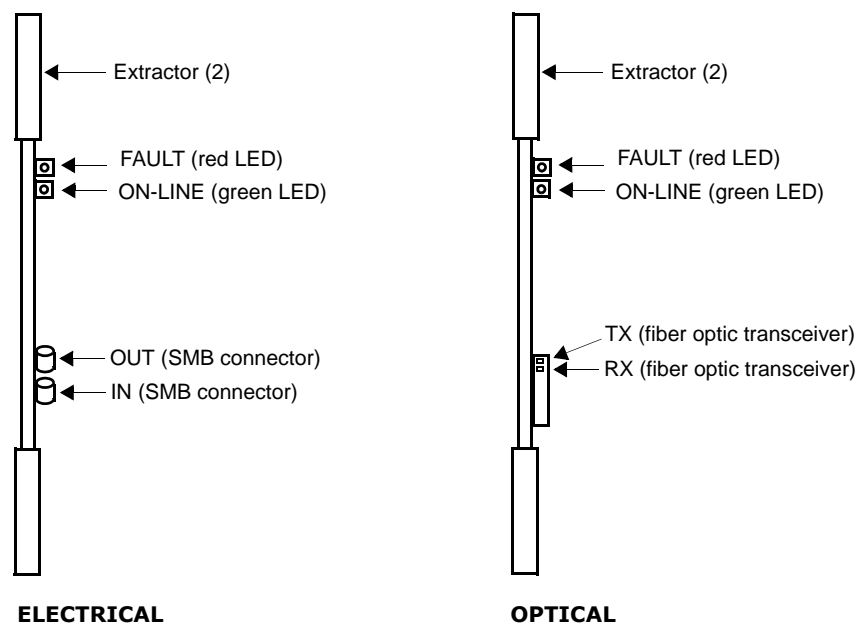 Extractor (2)
FAULT (red LED)
ON-LINE (green LED)
OUT (SMB connector)
IN (SMB connector)
ELECTRICAL
Extractor (2)
FAULT (red LED)
ON-LINE (green LED)
TX (fiber optic transceiver)
RX (fiber optic transceiver)
OPTICAL